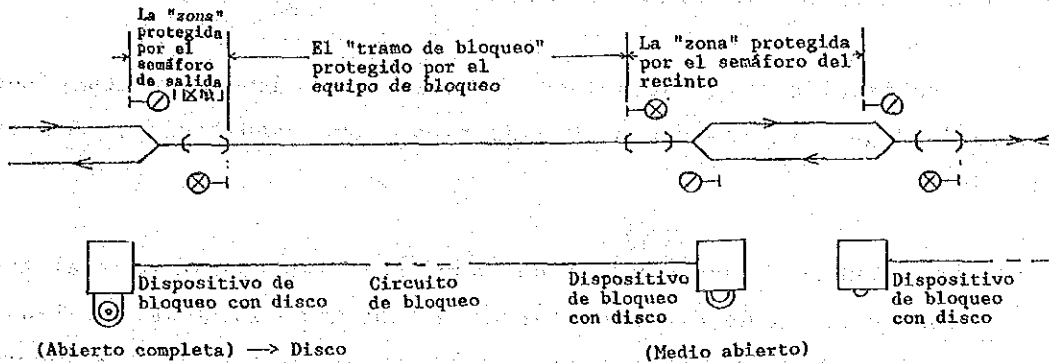 La "zona"
protegida
por el
semáforo
de salida
El "tramo de bloqueo"
protegido por el
equipo de bloqueo
La "zona" protegida
por el semáforo del
recinto
Dispositivo de
bloqueo con disco
Circuito
de bloqueo
Dispositivo
de bloqueo
con disco
Dispositivo
de bloqueo
con disco
(Abierto completa) —> Disco
(Medio abierto)